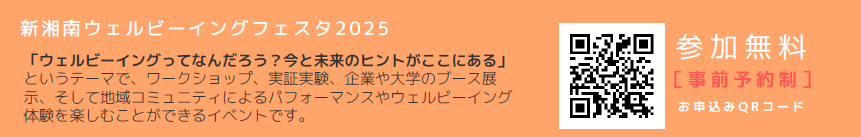 新湘南ウェルビーイングフェスタ2025
「ウェルビーイングってなんだろう？今と未来のヒントがここにある」
というテーマで、ワークショップ、実証実験、企業や大学のブース展
示、そして地域コミュニティによるパフォーマンスやウェルビーイング
体験を楽しむことができるイベントです。
参加無料
［事前予約制］
お申込みQRコード